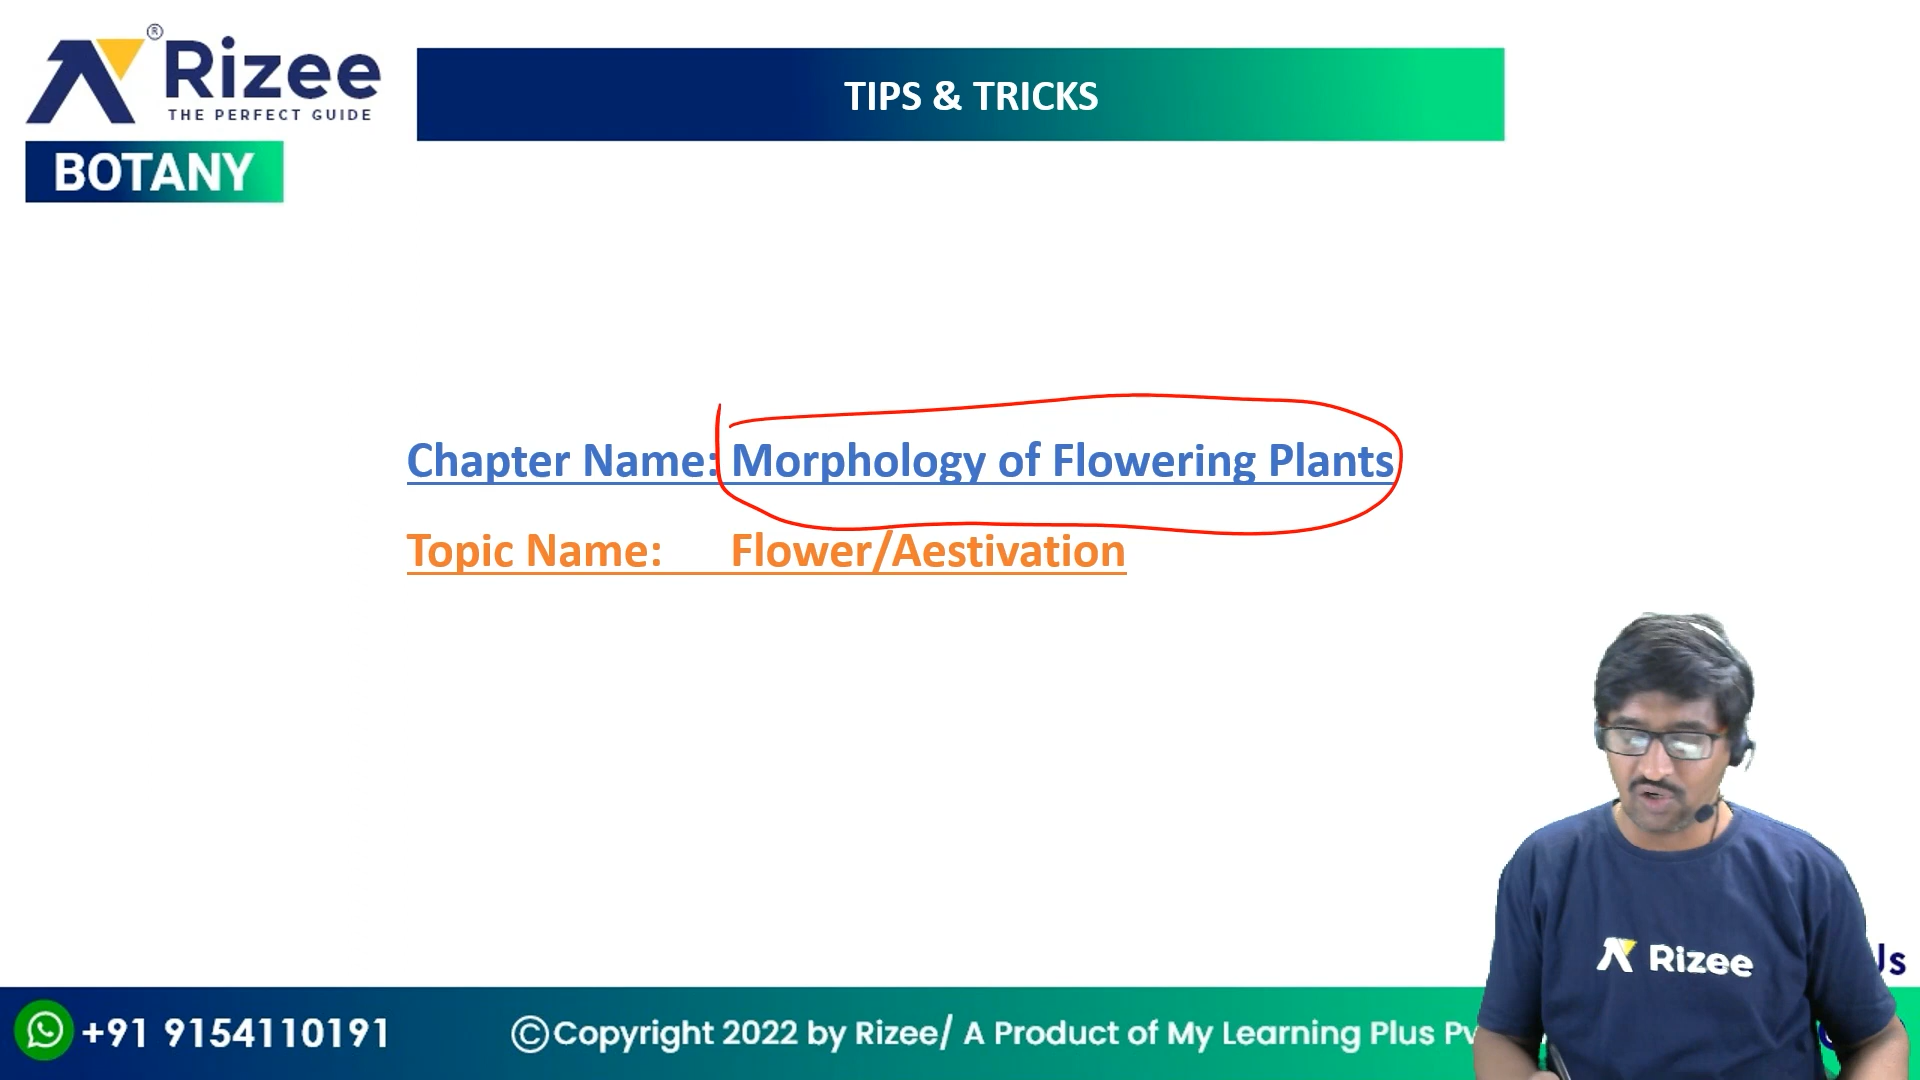 Rizee
®
THE PERFECT GUIDE
BOTANY
TIPS & TRICKS
Chapter Name: Morphology of Flowering Plants
Topic Name: Flower/Aestivation
Rizee
+91 9154110191
©Copyright 2022 by Rizee/ A Product of My Learning Plus